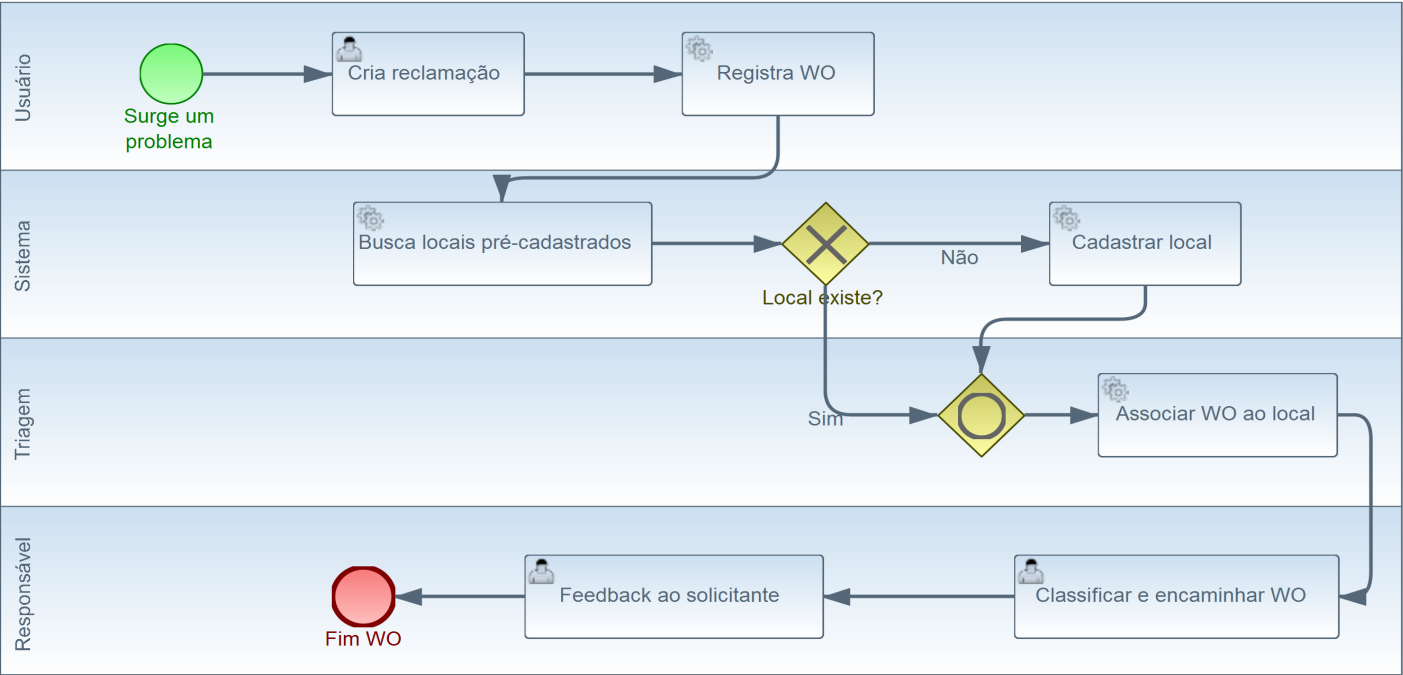 Usuário
Surge um
problema
Cria reclamação
Registra WO
Sistema
Busca locais pré-cadastrados
Local existe?
Não
Cadastrar local
Triagem
Sim
Associar WO ao local
Responsável
Fim WO
Feedback ao solicitante
Classificar e encaminhar WO